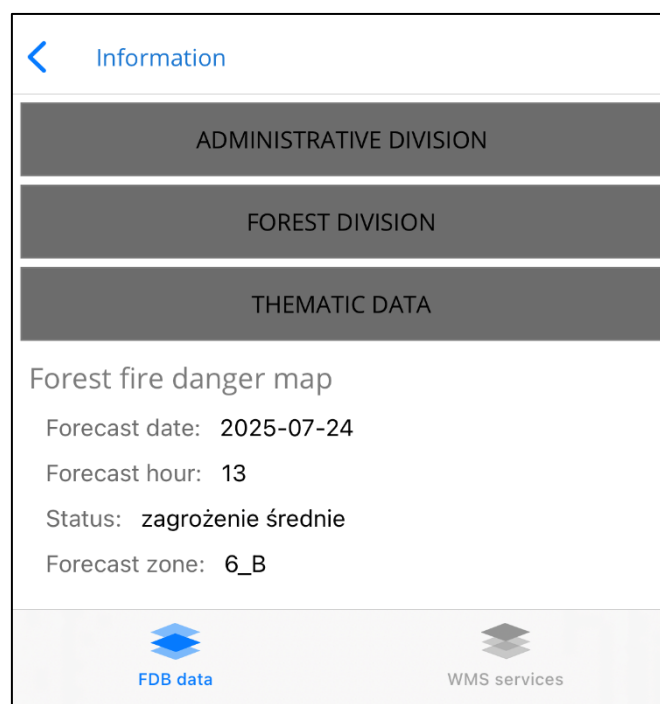 Information
ADMINISTRATIVE DIVISION
FOREST DIVISION
THEMATIC DATA
Forest fire danger map
Forecast date: 2025-07-24
Forecast hour: 13
Status: zagrożenie średnie
Forecast zone: 6_B
FDB data WMS services